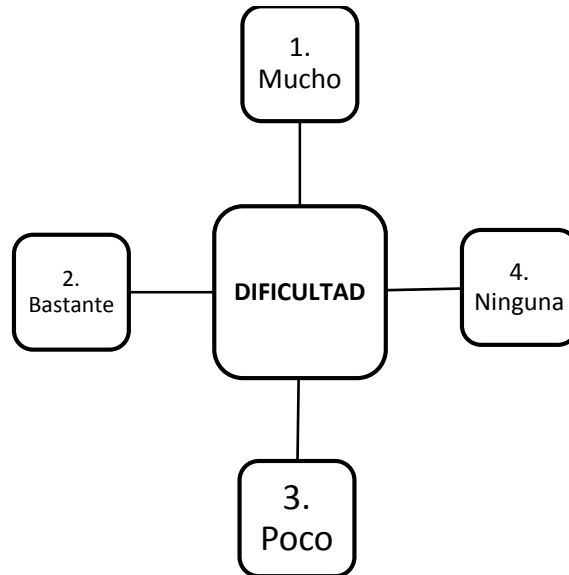 1.
Mucho
2.
Bastante
DIFICULTAD
4.
Ninguna
3.
Poco